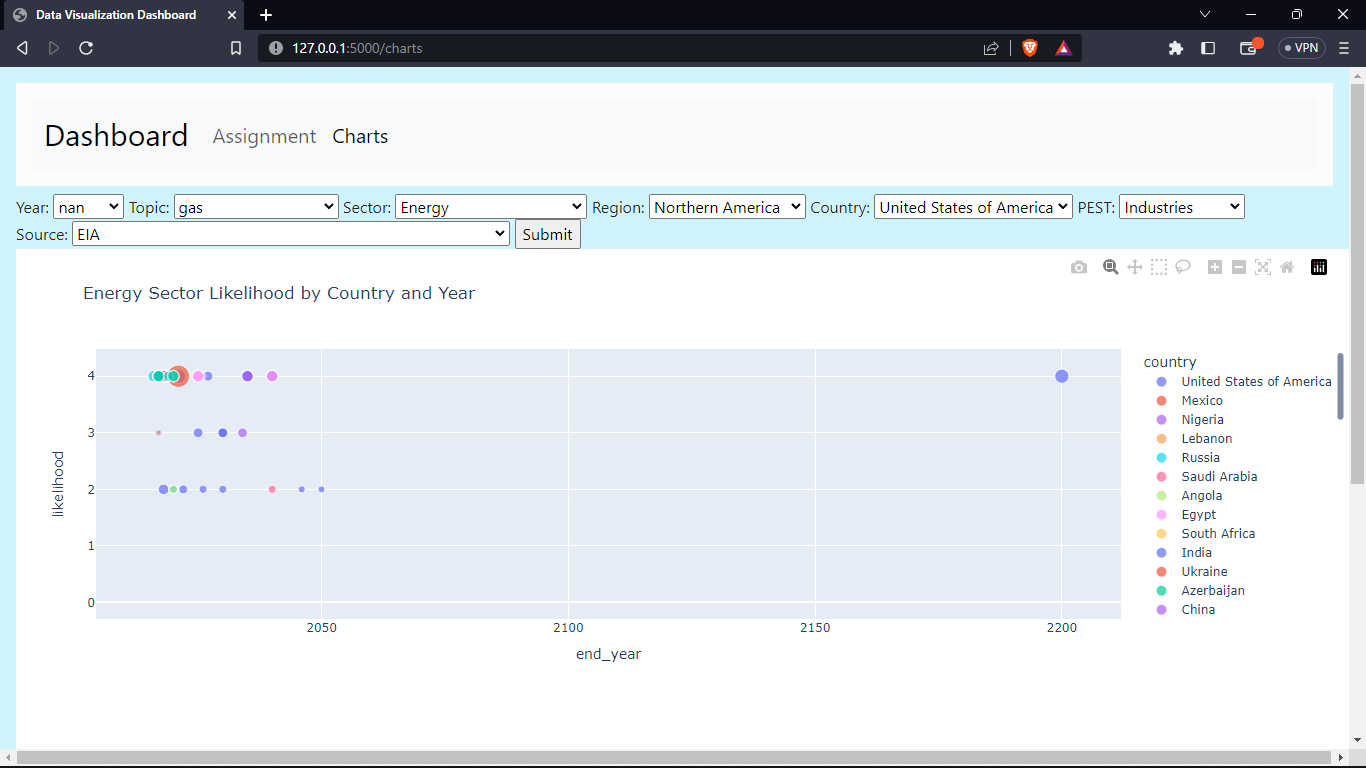 Data Visualization Dashboard
127.0.0.1:5000/charts
VPN
Dashboard Assignment Charts
Year: nan Topic: gas Sector: Energy Region: Northern America Country: United States of America PEST: Industries
Source: EIA Submit
Energy Sector Likelihood by Country and Year
4
3
2
1
0
likelihood
2050 2100 2150 2200
end_year
country
United States of America
Mexico
Nigeria
Lebanon
Russia
Saudi Arabia
Angola
Egypt
South Africa
India
Ukraine
Azerbaijan
China